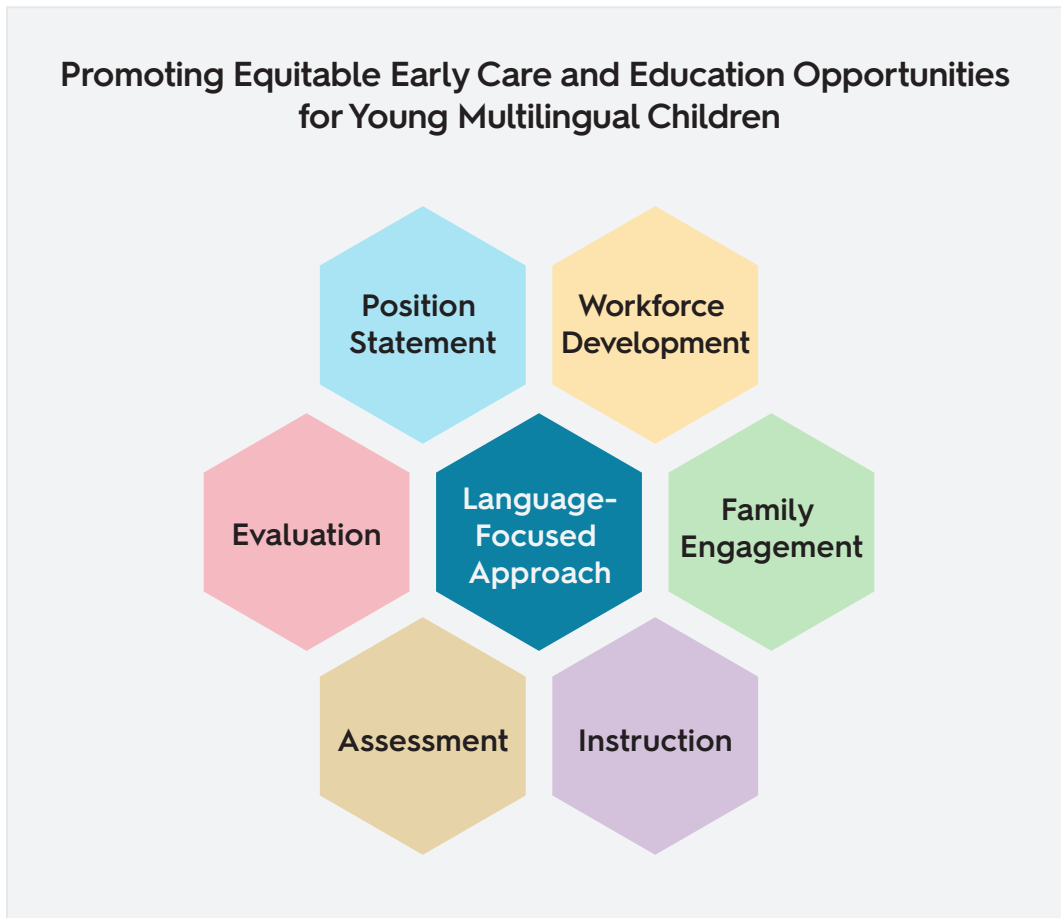 Promoting Equitable Early Care and Education Opportunities
for Young Multilingual Children
Position
Statement
Workforce
Development
Evaluation
Language-
Focused
Approach
Family
Engagement
Assessment
Instruction